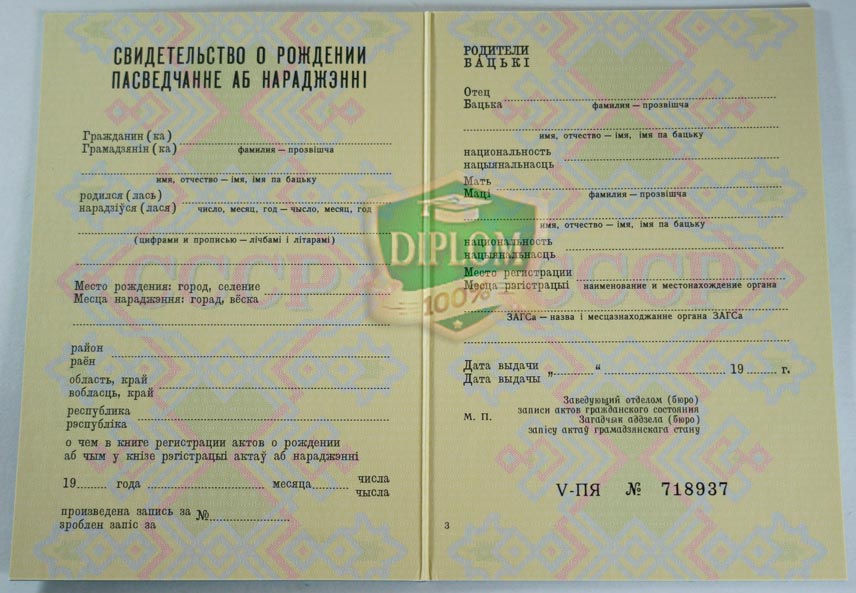 СВИДЕТЕЛЬСТВО О РОЖДЕНИИ
ПАСВЕДЧАННЕ АБ НАРАДЖЭННІ
Гражданин (ка)
Грамадзянін (ка)
фамилия — прозвішча
имя, отчество — імя, імя па бацьку
родился (лась)
нарадзіўся (лася)
число, месяц, год — чысло, месяц, год
(цифрами и прописью — лічбамі і літарамі)
Место рождения: город, селение
Месца нараджэння: горад, вёска
район
раён
область, край
вобласць, край
республика
рэспубліка
о чем в книге регистрации актов о рождении
аб чым у кнізе рэгістрацыі актаў аб нараджэнні
19 года месяца числа
чысла
произведена запись за №
зроблен запіс за
РОДИТЕЛИ
БАЦЬКІ
Отец
Бацька
фамилия — прозвішча
имя, отчество — імя, імя па бацьку
национальность
нацыянальнасць
Мать
Маці
фамилия — прозвішча
имя, отчество — імя, імя па бацьку
национальность
нацыянальнасць
Место регистрации
Месца рэгістрацыі
наименование и местонахождение органа
ЗАГСа — назва і месцазнаходжание органа ЗАГСа
Дата выдачи
Дата выдачы „ “ 19 г.
Заведующий отделом (бюро)
записи актов гражданского состояния
М. П.
Загадчык аддзела (бюро)
запісу актаў грамадзянскага стану
V-ПЯ № 718937
3
СССР
СССР
DIPLOM
100%